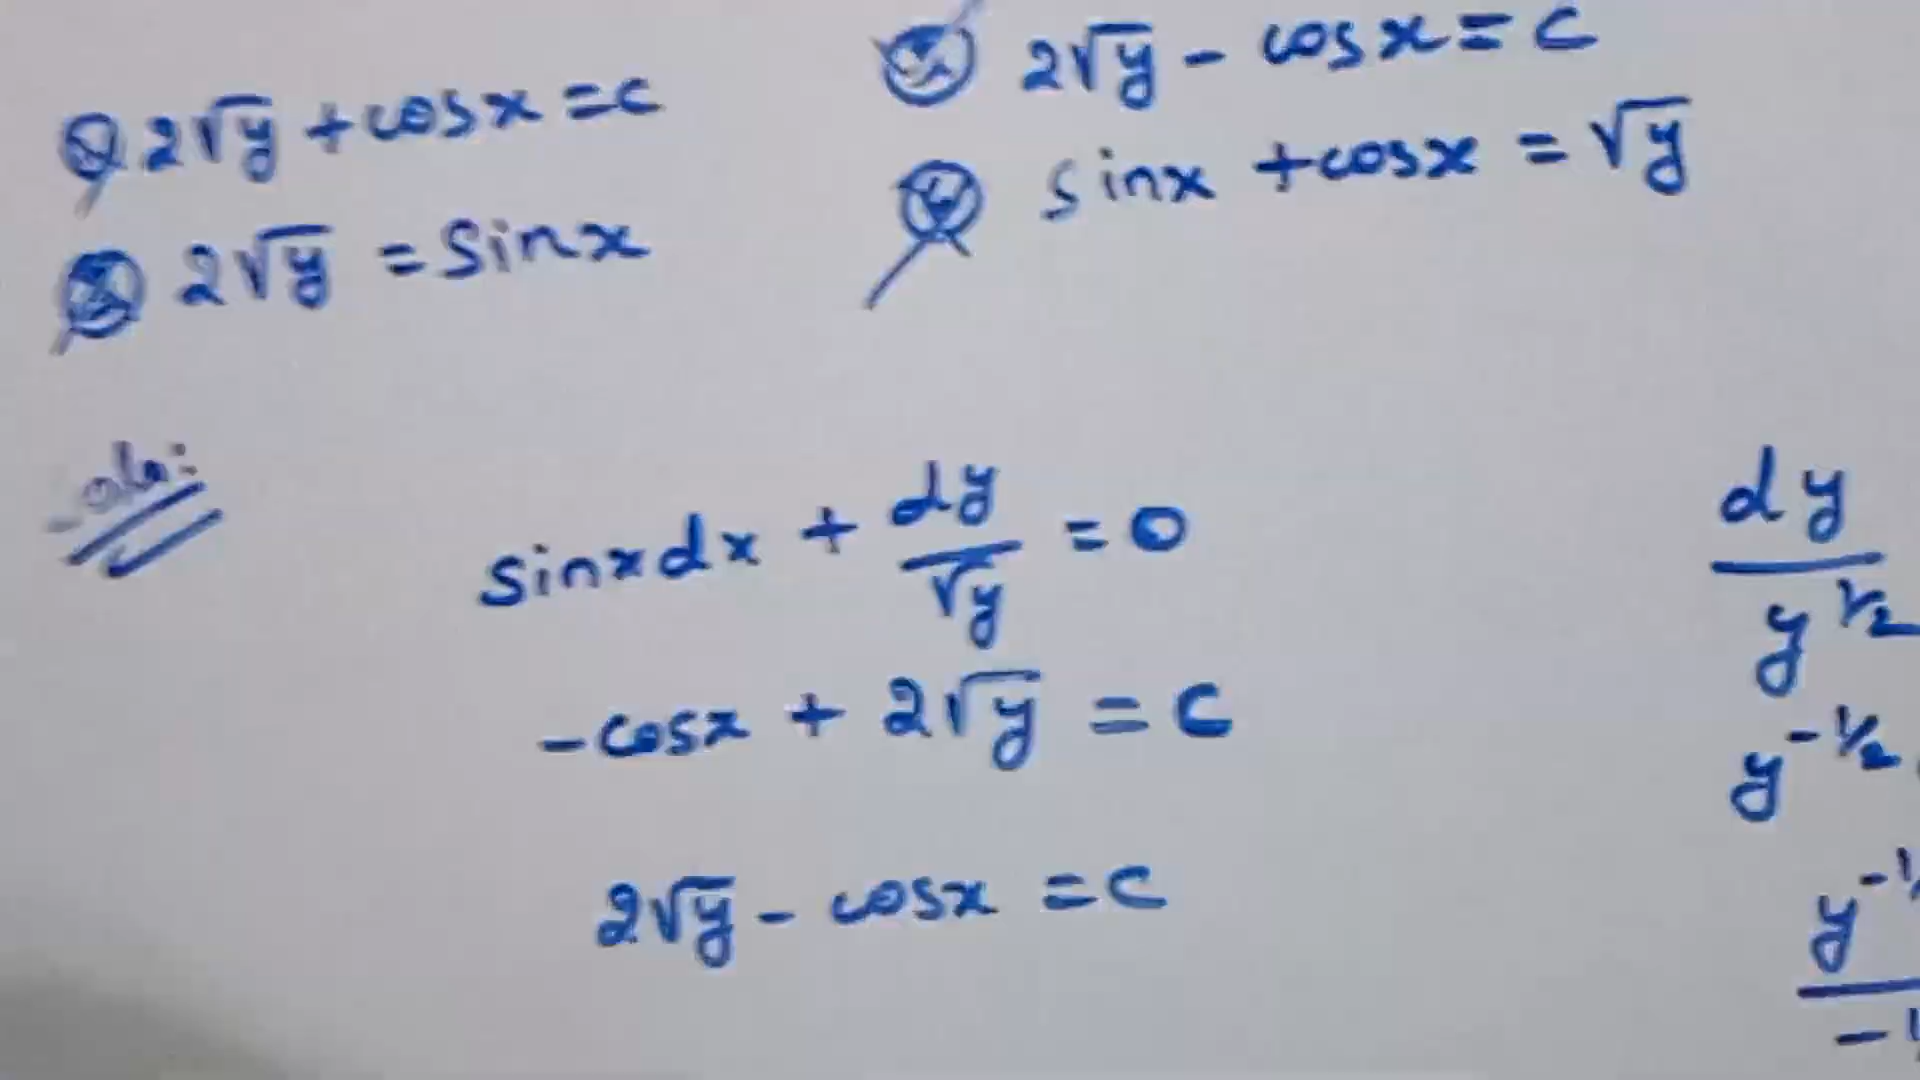 2√y + cosx = c
2√y - cosx = c
2√y = Sinx
sinx + cosx = √y
sinx dx + dy/√y = 0
-cosx + 2√y = c
2√y - cosx = c
dy/y^1/2
y^-1/2